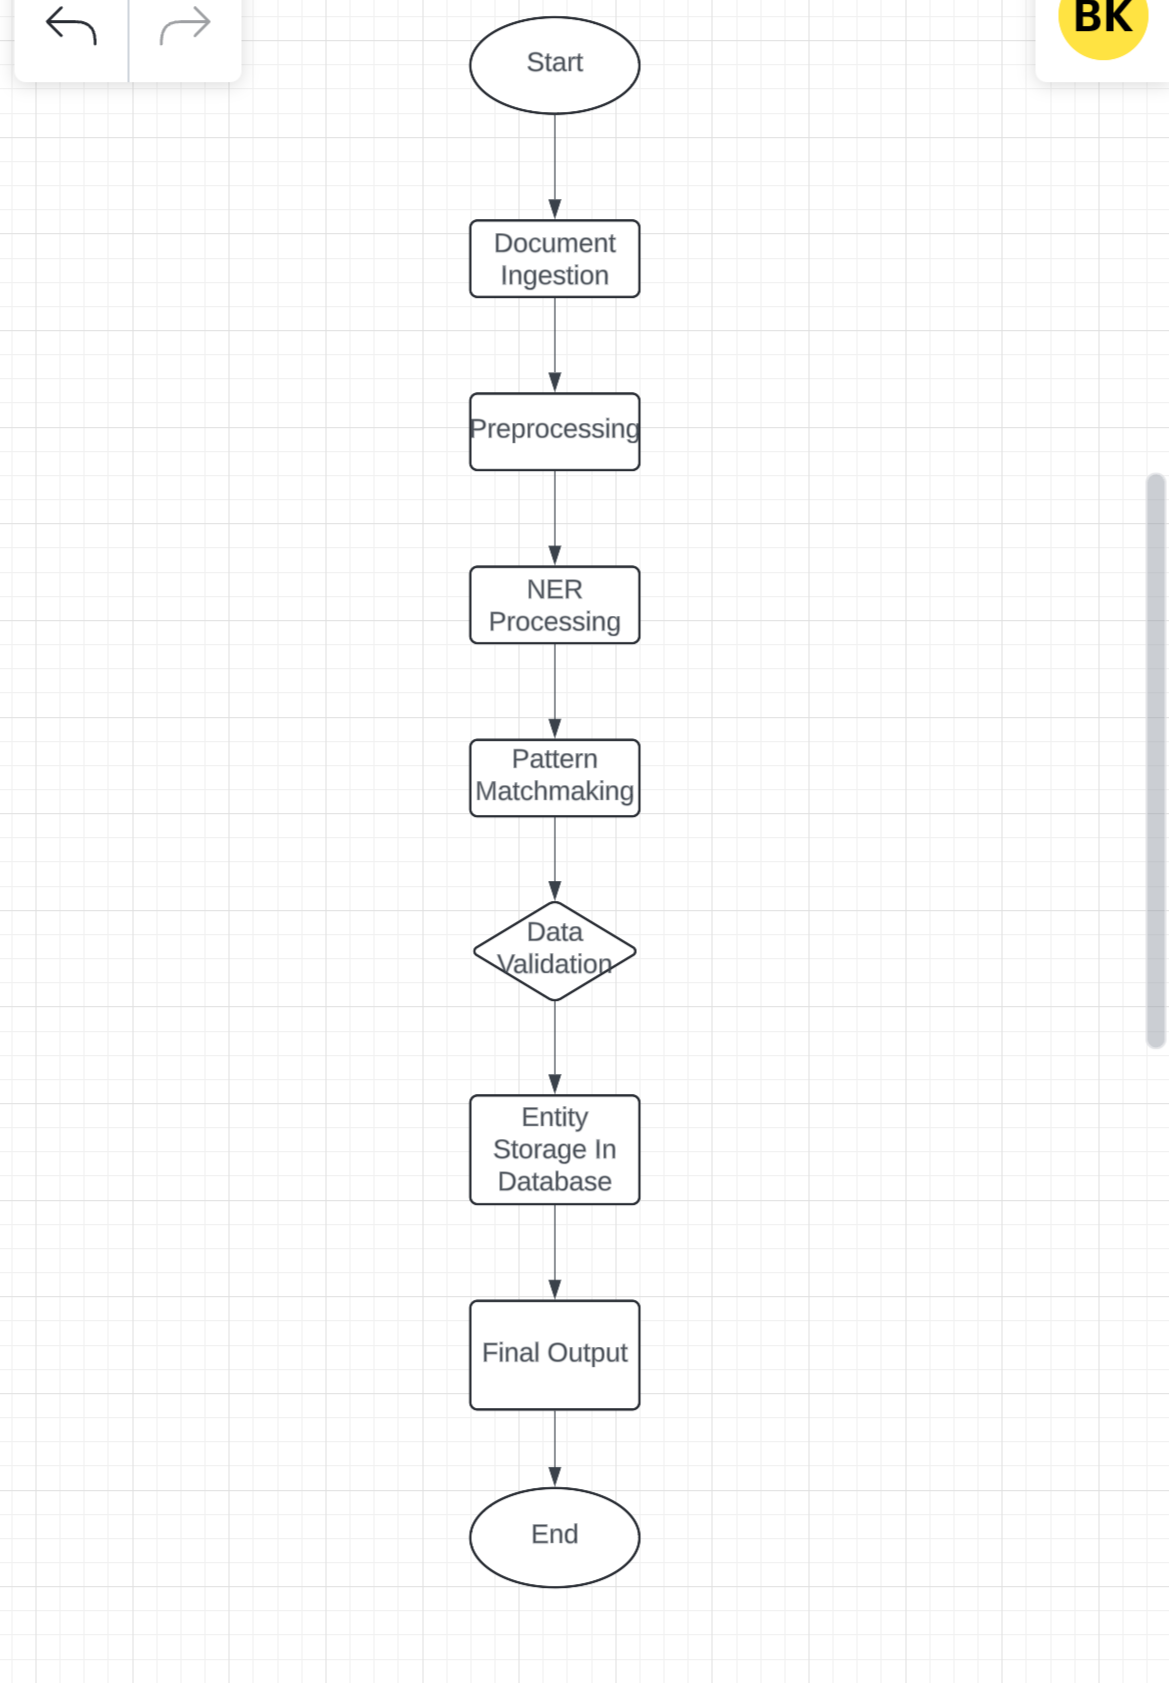 BK
Start
Document
Ingestion
Preprocessing
NER
Processing
Pattern
Matchmaking
Data
Validation
Entity
Storage In
Database
Final Output
End